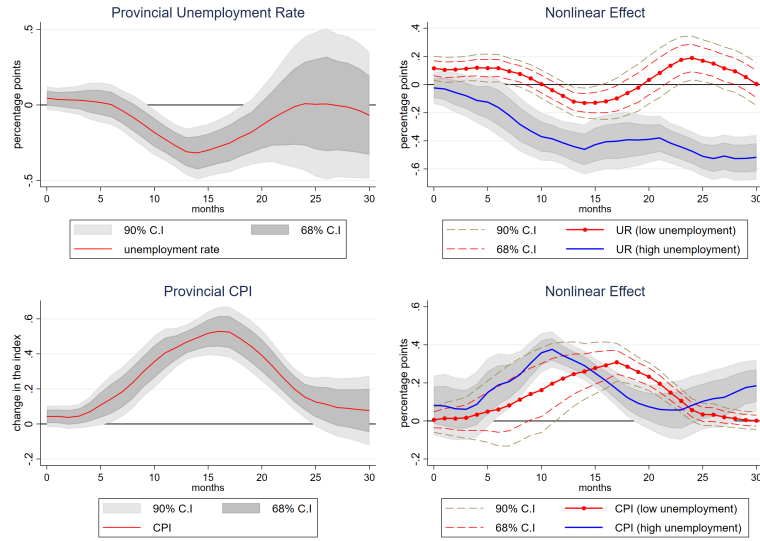 Provincial Unemployment Rate
percentage points
.5
0
-.5
0 5 10 15 20 25 30
months
90% C.I 68% C.I
unemployment rate
Nonlinear Effect
percentage points
.4
.2
0
-.2
-.4
-.6
0 5 10 15 20 25 30
months
90% C.I UR (low unemployment)
68% C.I UR (high unemployment)
Provincial CPI
change in the index
.6
.4
.2
0
-.2
0 5 10 15 20 25 30
months
90% C.I 68% C.I
CPI
Nonlinear Effect
percentage points
.6
.4
.2
0
-.2
0 5 10 15 20 25 30
months
90% C.I CPI (low unemployment)
68% C.I CPI (high unemployment)